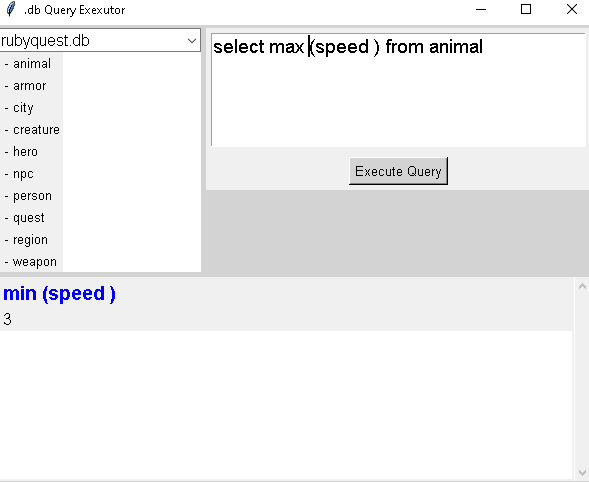 .db Query Exexutor
rubyquest.db
- animal
- armor
- city
- creature
- hero
- npc
- person
- quest
- region
- weapon
select max (speed ) from animal
Execute Query
min (speed )
3